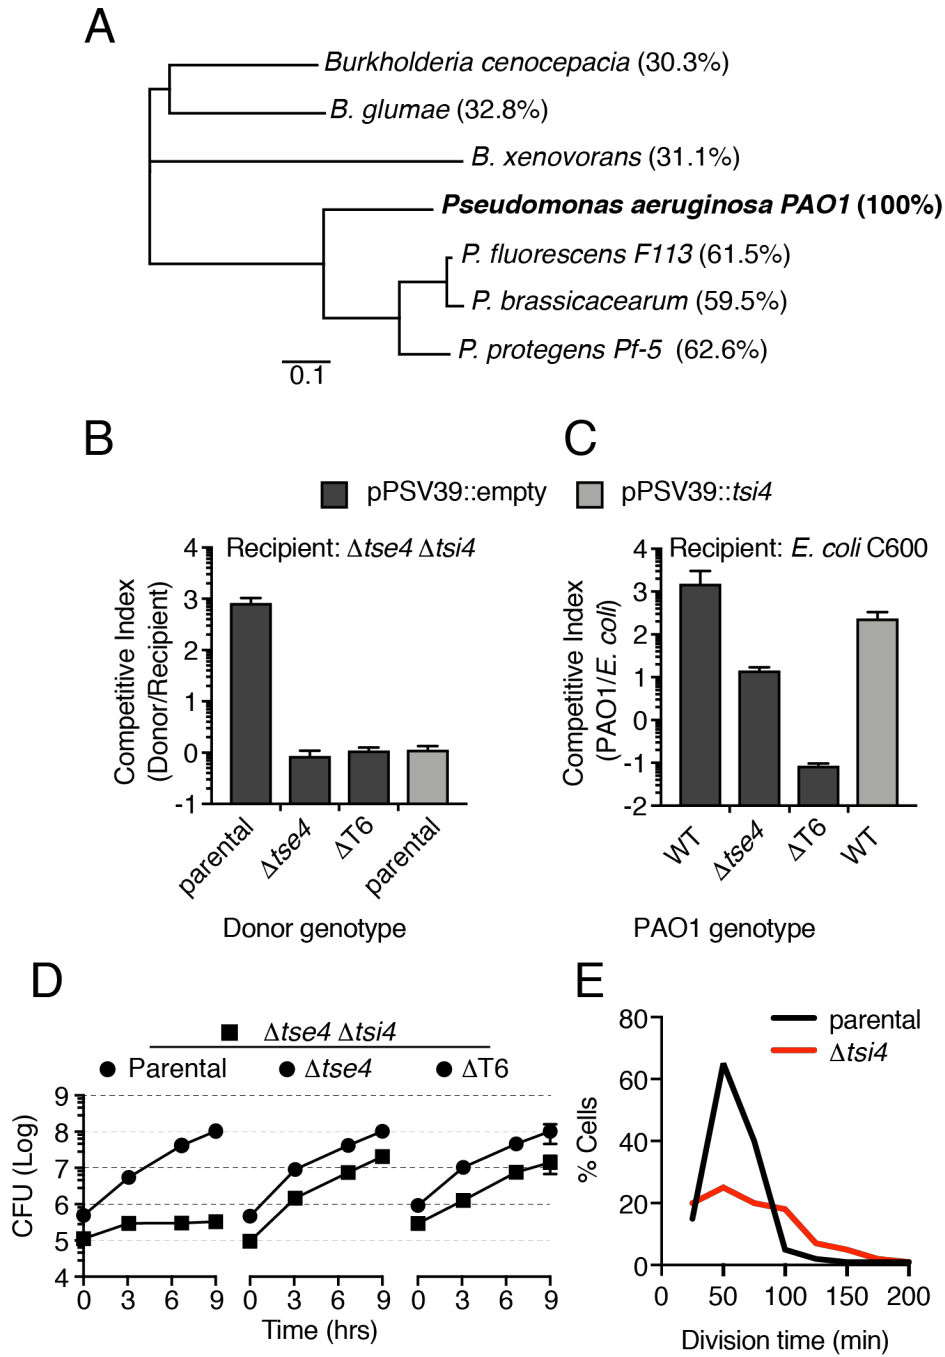 A
Burkholderia cenocepacia (30.3%)
B. glumae (32.8%)
B. xenovorans (31.1%)
Pseudomonas aeruginosa PAO1 (100%)
P. fluorescens F113 (61.5%)
P. brassicacearum (59.5%)
P. protegens Pf-5 (62.6%)
0.1
B
C
pPSV39::empty
pPSV39::tsi4
Recipient: Δtse4 Δtsi4
Competitive Index
(Donor/Recipient)
4
3
2
1
0
-1
parental
Δtse4
ΔT6
parental
Donor genotype
Recipient: E. coli C600
Competitive Index
(PAO1/E. coli)
4
3
2
1
0
-1
-2
WT
Δtse4
ΔT6
WT
PAO1 genotype
D
Δtse4 Δtsi4
Parental
Δtse4
ΔT6
CFU (Log)
9
8
7
6
5
4
0 3 6 9
0 3 6 9
0 3 6 9
Time (hrs)
E
parental
Δtsi4
% Cells
80
60
40
20
0
0 50 100 150 200
Division time (min)